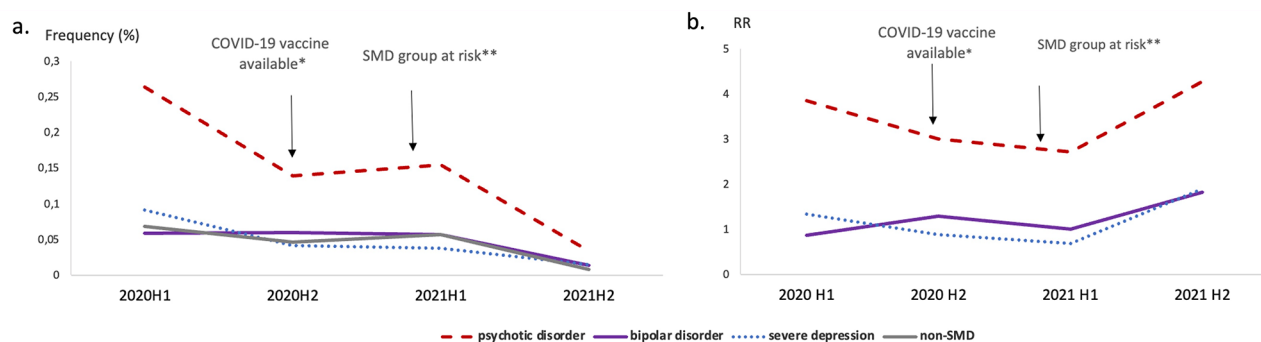 a.
Frequency (%)
COVID-19 vaccine
available*
SMD group at risk**
0,3
0,25
0,2
0,15
0,1
0,05
0
2020H1
2020H2
2021H1
2021H2
b.
RR
COVID-19 vaccine
available*
SMD group at risk**
5
4
3
2
1
0
2020 H1
2020 H2
2021 H1
2021 H2
psychotic disorder
bipolar disorder
severe depression
non-SMD